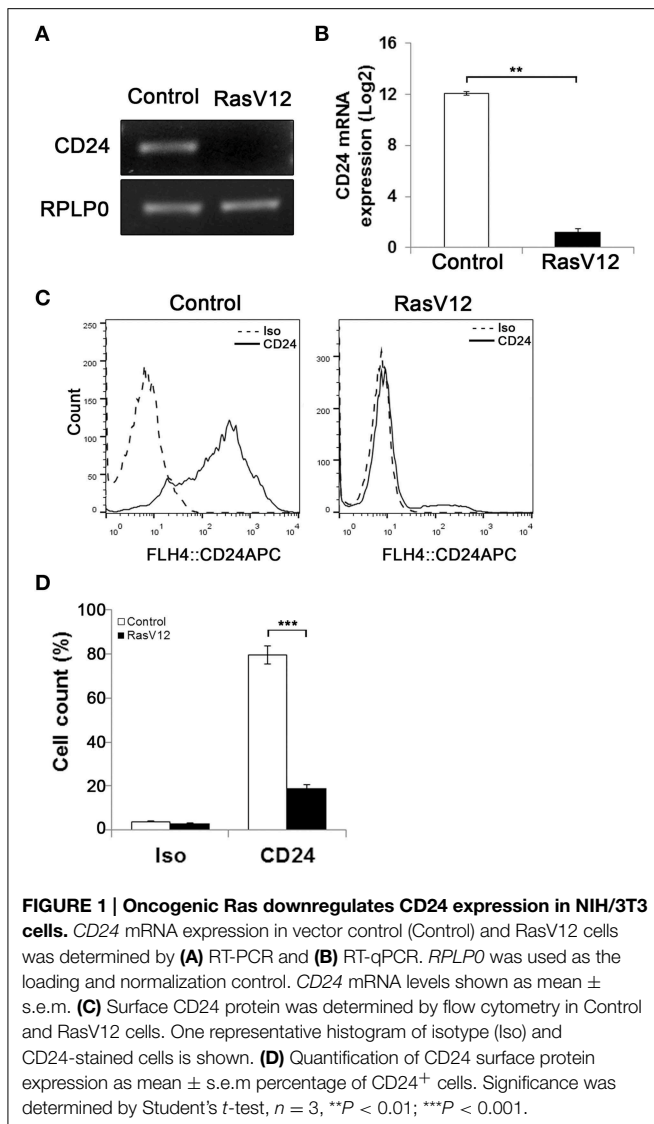 A
Control RasV12
CD24
RPLP0
B
CD24 mRNA
expression (Log2)
16
12
8
4
0
**
Control RasV12
C
Control
Count
250
200
150
100
50
0
Iso
CD24
10⁰ 10¹ 10² 10³ 10⁴
FLH4::CD24APC
RasV12
300
200
100
0
Iso
CD24
10⁰ 10¹ 10² 10³ 10⁴
FLH4::CD24APC
D
Cell count (%)
100
80
60
40
20
0
Control
RasV12
***
Iso CD24
FIGURE 1 | Oncogenic Ras downregulates CD24 expression in NIH/3T3
cells. CD24 mRNA expression in vector control (Control) and RasV12 cells
was determined by (A) RT-PCR and (B) RT-qPCR. RPLP0 was used as the
loading and normalization control. CD24 mRNA levels shown as mean ±
s.e.m. (C) Surface CD24 protein was determined by flow cytometry in Control
and RasV12 cells. One representative histogram of isotype (Iso) and
CD24-stained cells is shown. (D) Quantification of CD24 surface protein
expression as mean ± s.e.m percentage of CD24⁺ cells. Significance was
determined by Student's t-test, n = 3, **P < 0.01; ***P < 0.001.